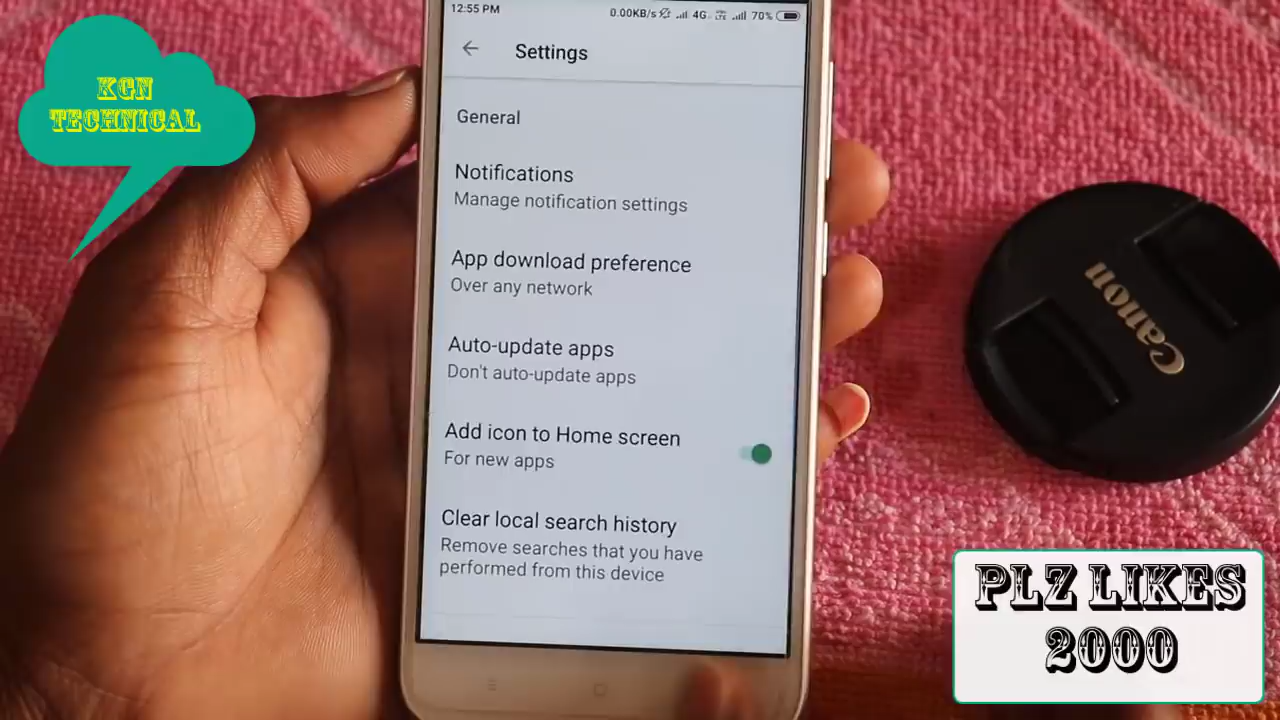 12:55 PM
0.00KB/s 4G VoLTE 70%
Settings
KGN
TECHNICAL
General
Notifications
Manage notification settings
App download preference
Over any network
Auto-update apps
Don't auto-update apps
Add icon to Home screen
For new apps
Clear local search history
Remove searches that you have
performed from this device
Canon
PLZ LIKES
2000